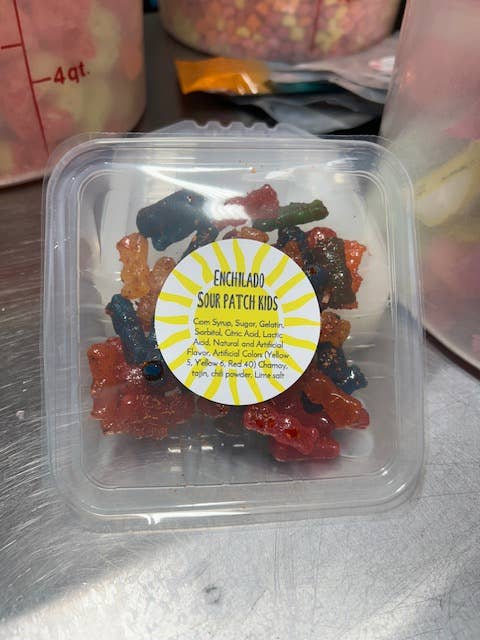 4qt.
ENCHILADO
SOUR PATCH KIDS
Corn Syrup, Sugar, Gelatin,
Sorbitol, Citric Acid, Lactic
Acid, Natural and Artificial
Flavor, Artificial Colors (Yellow
5, Yellow 6, Red 40) Chamoy,
tajin, chili powder, Lime salt